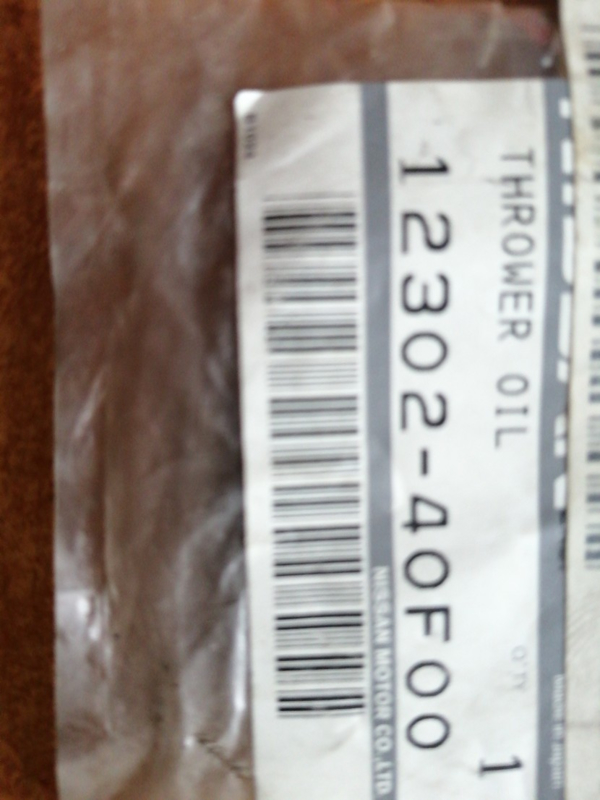 THROWER OIL
12302-40F00
Q'TY 1
NISSAN MOTOR CO.,LTD